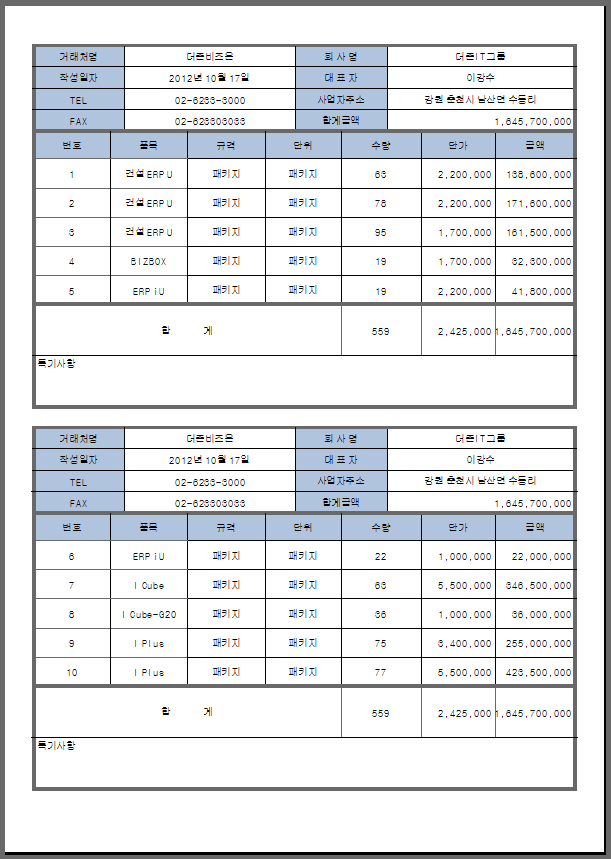 거래처명 더존비즈온 회 사 명 더존IT그룹
작성일자 2012년 10월 17일 대 표 자 이강수
TEL 02-6233-3000 사업자주소 강원 춘천시 남산면 수동리
FAX 02-623303033 합계금액 1,645,700,000
번호 품목 규격 단위 수량 단가 금액
1 건설ERP U 패키지 패키지 63 2,200,000 138,600,000
2 건설ERP U 패키지 패키지 78 2,200,000 171,600,000
3 건설ERP U 패키지 패키지 95 1,700,000 161,500,000
4 BIZBOX 패키지 패키지 19 1,700,000 32,300,000
5 ERP iU 패키지 패키지 19 2,200,000 41,800,000
합 계 559 2,425,000 1,645,700,000
특기사항
거래처명 더존비즈온 회 사 명 더존IT그룹
작성일자 2012년 10월 17일 대 표 자 이강수
TEL 02-6233-3000 사업자주소 강원 춘천시 남산면 수동리
FAX 02-623303033 합계금액 1,645,700,000
번호 품목 규격 단위 수량 단가 금액
6 ERP iU 패키지 패키지 22 1,000,000 22,000,000
7 I Cube 패키지 패키지 63 5,500,000 346,500,000
8 I Cube-G20 패키지 패키지 36 1,000,000 36,000,000
9 I Plus 패키지 패키지 75 3,400,000 255,000,000
10 I Plus 패키지 패키지 77 5,500,000 423,500,000
합 계 559 2,425,000 1,645,700,000
특기사항